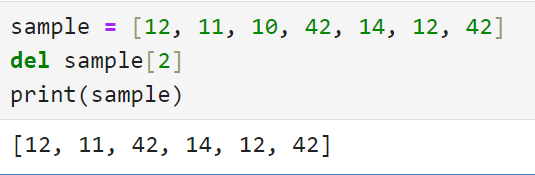 sample = [12, 11, 10, 42, 14, 12, 42]
del sample[2]
print(sample)
[12, 11, 42, 14, 12, 42]